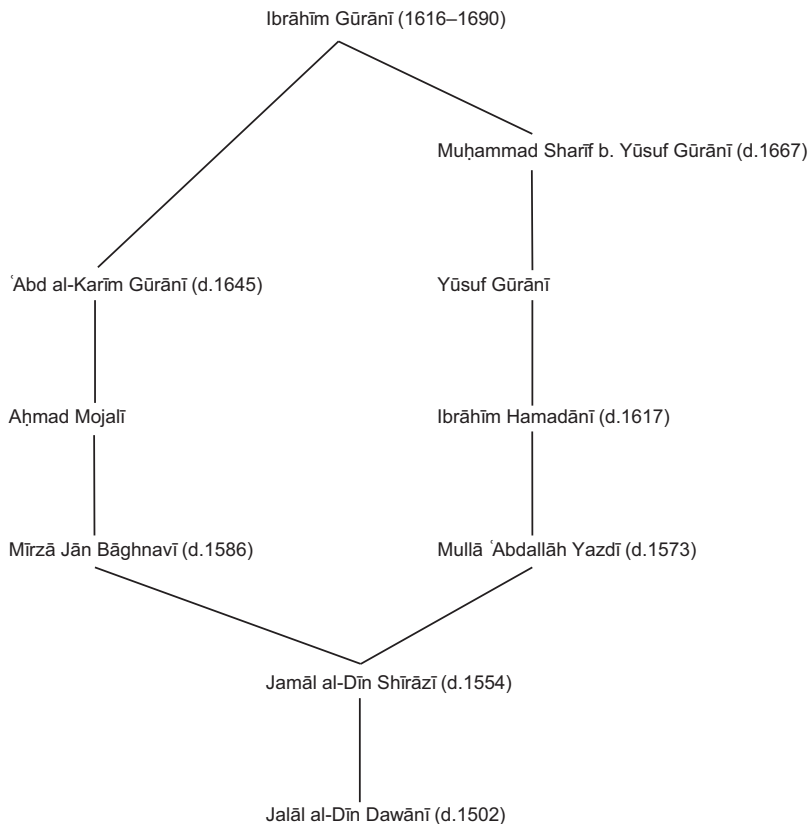 Ibrāhīm Gūrānī (1616–1690)
Muḥammad Sharīf b. Yūsuf Gūrānī (d.1667)
ʿAbd al-Karīm Gūrānī (d.1645)
Yūsuf Gūrānī
Aḥmad Mojalī
Ibrāhīm Hamadānī (d.1617)
Mīrzā Jān Bāghnavī (d.1586)
Mullā ʿAbdallāh Yazdī (d.1573)
Jamāl al-Dīn Shīrāzī (d.1554)
Jalāl al-Dīn Dawānī (d.1502)